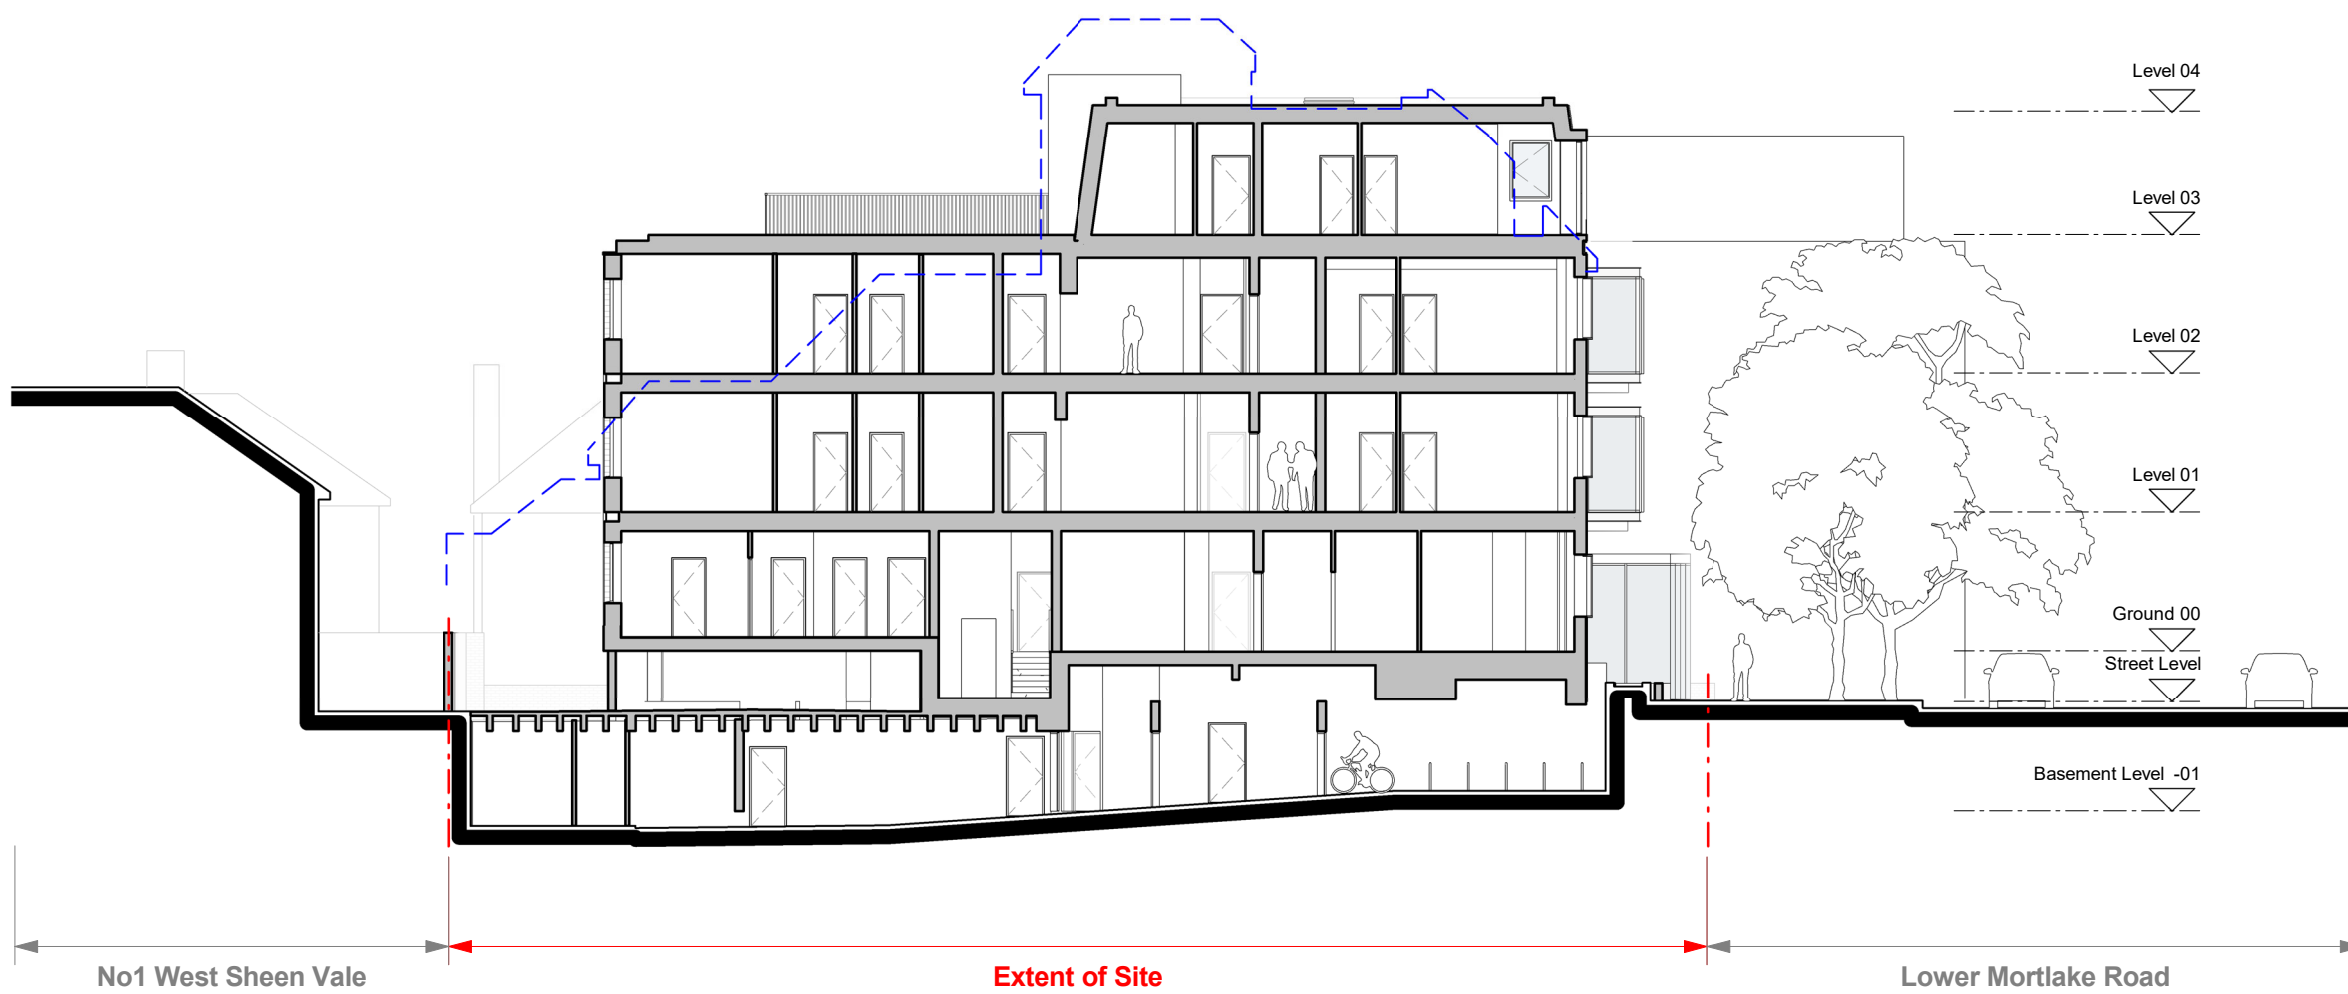 Level 04
Level 03
Level 02
Level 01
Ground 00
Street Level
Basement Level -01
No1 West Sheen Vale
Extent of Site
Lower Mortlake Road